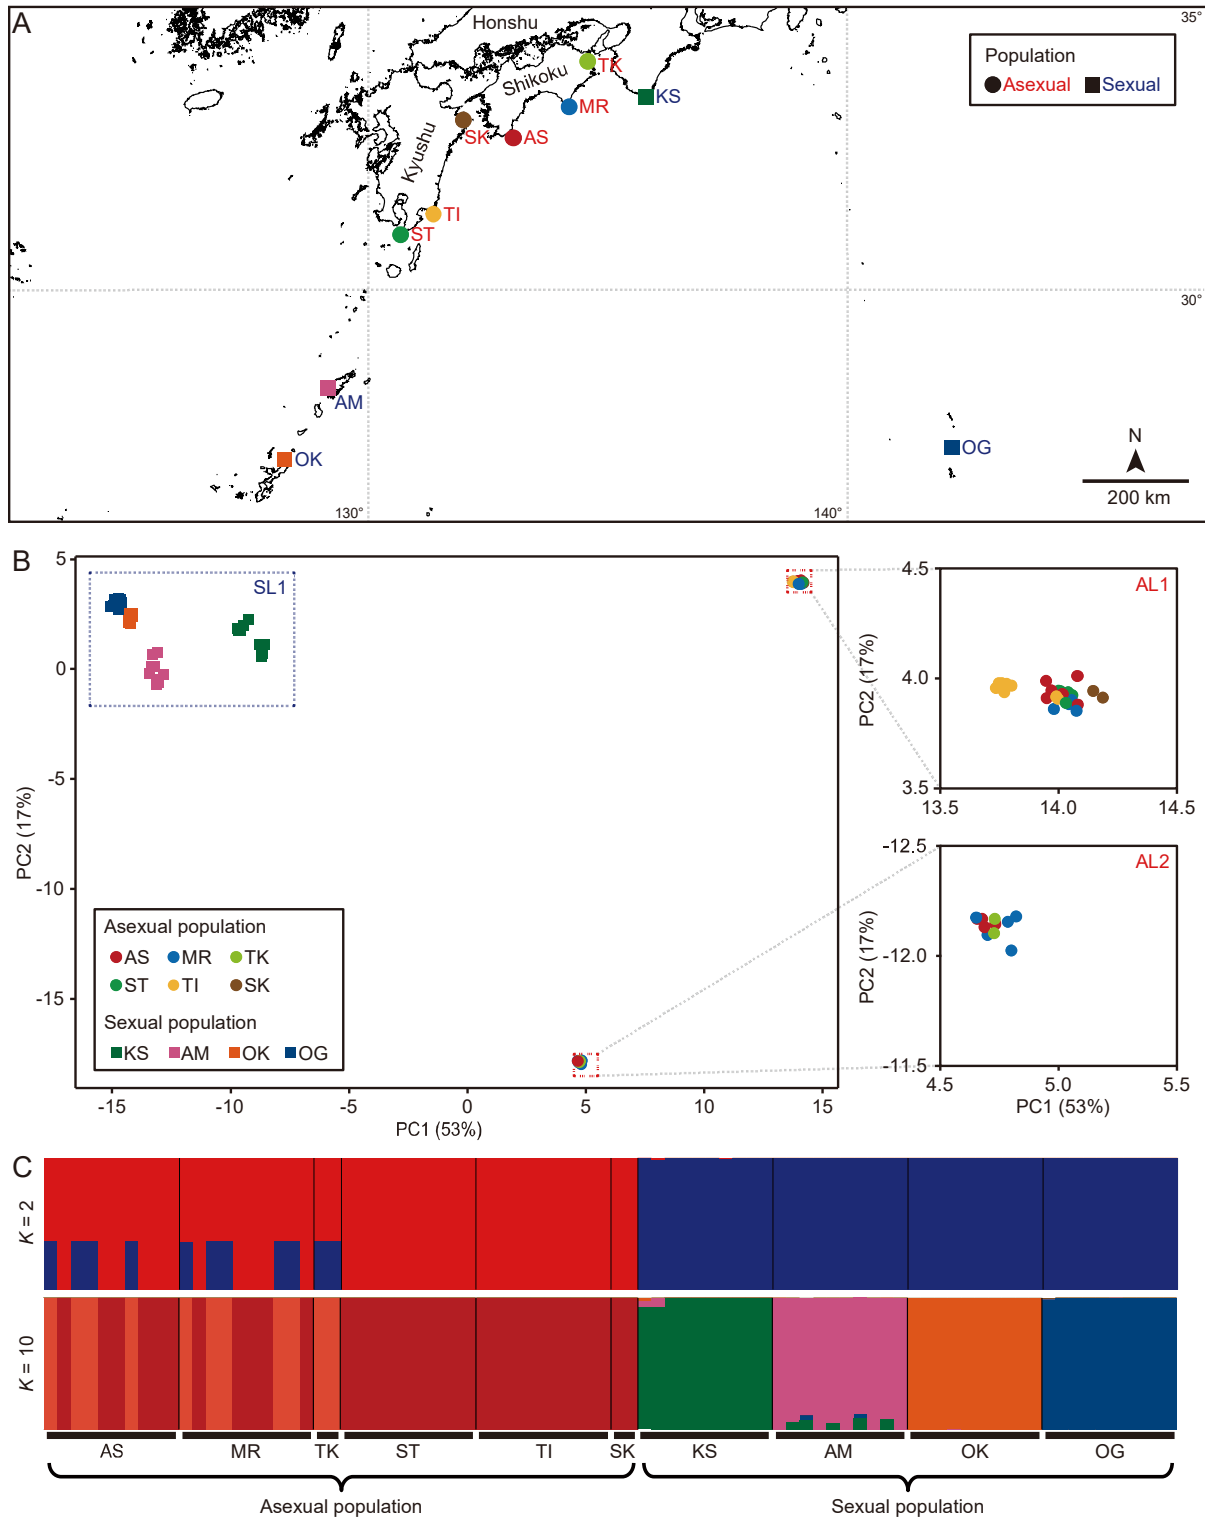 A
Honshu
Shikoku
Kyushu
TK
KS
MR
SK
AS
TI
ST
AM
OK
OG
35°
30°
130°
140°
Population
Asexual Sexual
N
200 km
B
SL1
5
0
-5
-10
-15
PC2 (17%)
-15 -10 -5 0 5 10 15
PC1 (53%)
Asexual population
AS MR TK
ST TI SK
Sexual population
KS AM OK OG
AL1
4.5
4.0
3.5
PC2 (17%)
13.5 14.0 14.5
AL2
-12.5
-12.0
-11.5
PC2 (17%)
4.5 5.0 5.5
PC1 (53%)
C
K = 2
K = 10
AS MR TK ST TI SK KS AM OK OG
Asexual population Sexual population